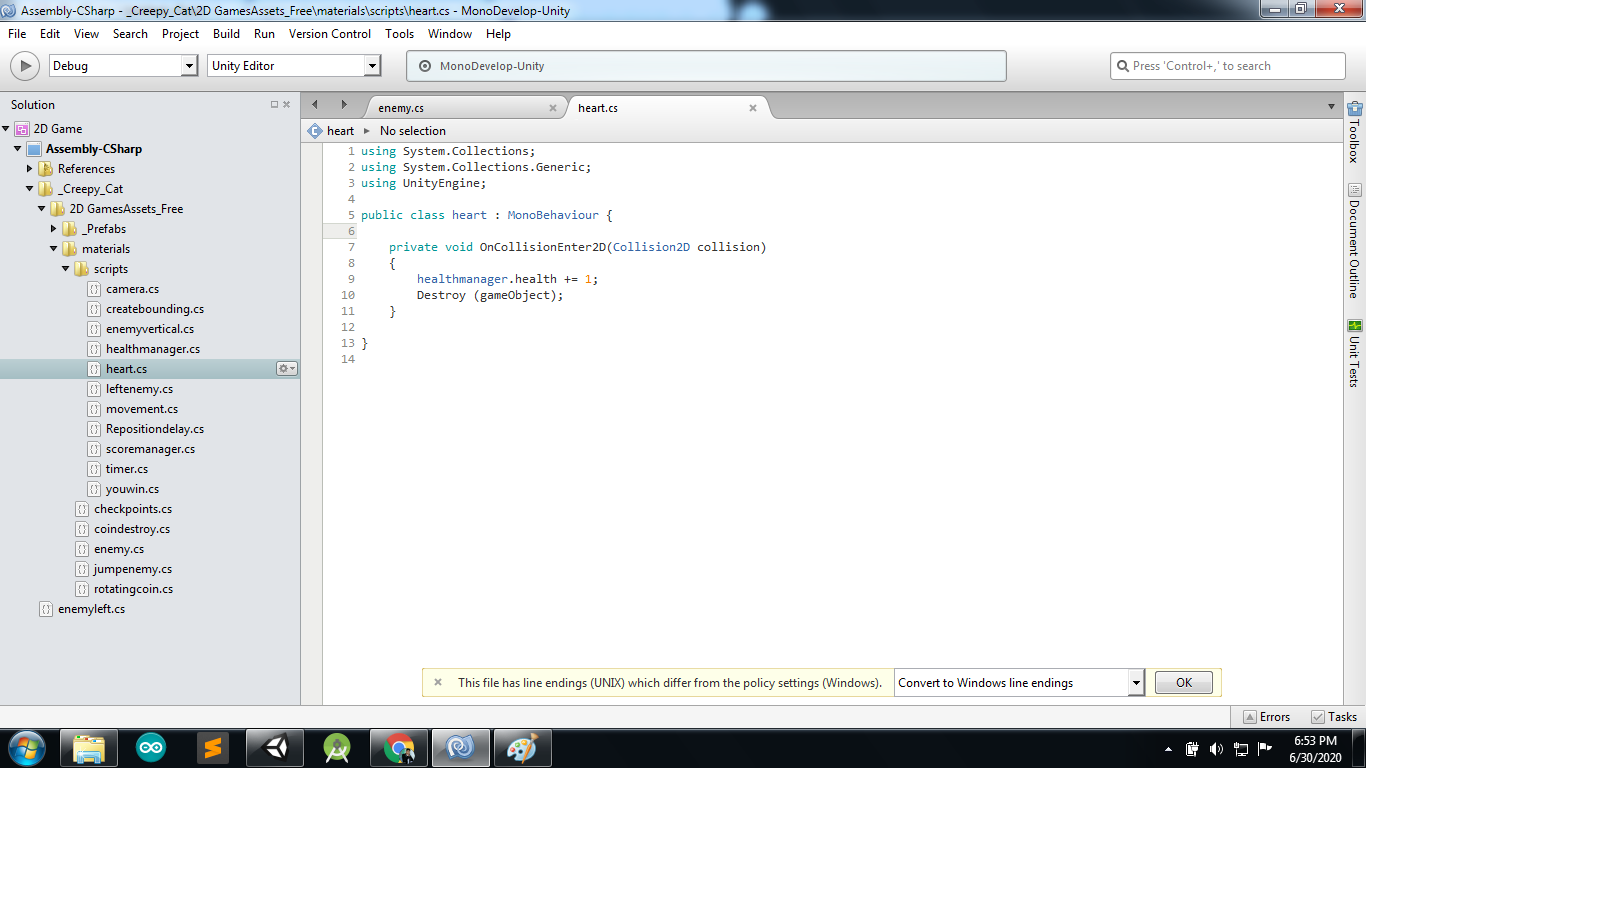 Assembly-CSharp - _Creepy_Cat\2D GamesAssets_Free\materials\scripts\heart.cs - MonoDevelop-Unity
File Edit View Search Project Build Run Version Control Tools Window Help
Debug Unity Editor MonoDevelop-Unity Press 'Control+,' to search
Solution
2D Game
Assembly-CSharp
References
_Creepy_Cat
2D GamesAssets_Free
_Prefabs
materials
scripts
camera.cs
createbounding.cs
enemyvertical.cs
healthmanager.cs
heart.cs
leftenemy.cs
movement.cs
Repositiondelay.cs
scoremanager.cs
timer.cs
youwin.cs
checkpoints.cs
coindestroy.cs
enemy.cs
jumpenemy.cs
rotatingcoin.cs
enemyleft.cs
enemy.cs heart.cs
heart No selection
1 using System.Collections;
2 using System.Collections.Generic;
3 using UnityEngine;
4
5 public class heart : MonoBehaviour {
6
7 private void OnCollisionEnter2D(Collision2D collision)
8 {
9 healthmanager.health += 1;
10 Destroy (gameObject);
11 }
12
13 }
14
Toolbox
Document Outline
Unit Tests
This file has line endings (UNIX) which differ from the policy settings (Windows). Convert to Windows line endings OK
Errors Tasks
6:53 PM
6/30/2020